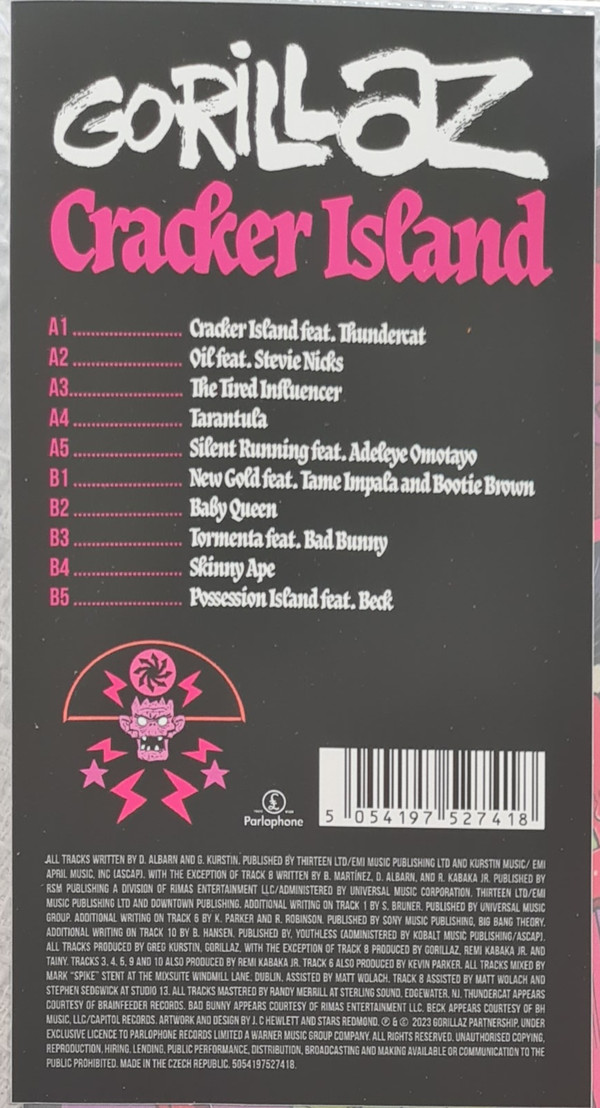 GORILLAZ
Cracker Island
A1 ........................ Cracker Island feat. Thundercat
A2 ........................ Oil feat. Stevie Nicks
A3........................ The Tired Influencer
A4 ........................ Tarantula
A5 ........................ Silent Running feat. Adeleye Omotayo
B1 ........................ New Gold feat. Tame Impala and Bootie Brown
B2 ........................ Baby Queen
B3 ........................ Tormenta feat. Bad Bunny
B4 ........................ Skinny Ape
B5 ........................ Possession Island feat. Beck
£
Parlophone
5 054197 527418
ALL TRACKS WRITTEN BY D. ALBARN AND G. KURSTIN. PUBLISHED BY THIRTEEN LTD/EMI MUSIC PUBLISHING LTD AND KURSTIN MUSIC/ EMI
APRIL MUSIC, INC (ASCAP), WITH THE EXCEPTION OF TRACK 8 WRITTEN BY B. MARTÍNEZ, D. ALBARN, AND R. KABAKA JR. PUBLISHED BY
RSM PUBLISHING A DIVISION OF RIMAS ENTERTAINMENT LLC/ADMINISTERED BY UNIVERSAL MUSIC CORPORATION, THIRTEEN LTD/EMI
MUSIC PUBLISHING LTD AND DOWNTOWN PUBLISHING. ADDITIONAL WRITING ON TRACK 1 BY S. BRUNER. PUBLISHED BY UNIVERSAL MUSIC
GROUP. ADDITIONAL WRITING ON TRACK 6 BY K. PARKER AND R. ROBINSON. PUBLISHED BY SONY MUSIC PUBLISHING, BIG BANG THEORY.
ADDITIONAL WRITING ON TRACK 10 BY B. HANSEN. PUBLISHED BY, YOUTHLESS (ADMINISTERED BY KOBALT MUSIC PUBLISHING/ASCAP).
ALL TRACKS PRODUCED BY GREG KURSTIN, GORILLAZ, WITH THE EXCEPTION OF TRACK 8 PRODUCED BY GORILLAZ, REMI KABAKA JR. AND
TAINY. TRACKS 3, 4, 5, 9 AND 10 ALSO PRODUCED BY REMI KABAKA JR. TRACK 6 ALSO PRODUCED BY KEVIN PARKER. ALL TRACKS MIXED BY
MARK "SPIKE" STENT AT THE MIXSUITE WINDMILL LANE, DUBLIN, ASSISTED BY MATT WOLACH. TRACK 8 ASSISTED BY MATT WOLACH AND
STEPHEN SEDGWICK AT STUDIO 13. ALL TRACKS MASTERED BY RANDY MERRILL AT STERLING SOUND, EDGEWATER, NJ. THUNDERCAT APPEARS
COURTESY OF BRAINFEEDER RECORDS. BAD BUNNY APPEARS COURTESY OF RIMAS ENTERTAINMENT LLC. BECK APPEARS COURTESY OF BH
MUSIC, LLC/CAPITOL RECORDS. ARTWORK AND DESIGN BY J. C HEWLETT AND STARS REDMOND. ℗ & © 2023 GORILLAZ PARTNERSHIP, UNDER
EXCLUSIVE LICENCE TO PARLOPHONE RECORDS LIMITED A WARNER MUSIC GROUP COMPANY. ALL RIGHTS RESERVED. UNAUTHORISED COPYING,
REPRODUCTION, HIRING, LENDING, PUBLIC PERFORMANCE, DISTRIBUTION, BROADCASTING AND MAKING AVAILABLE OR COMMUNICATION TO THE
PUBLIC PROHIBITED. MADE IN THE CZECH REPUBLIC. 5054197527418.